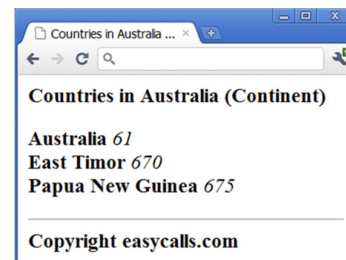 Countries in Australia ...
Countries in Australia (Continent)
Australia 61
East Timor 670
Papua New Guinea 675
Copyright easycalls.com